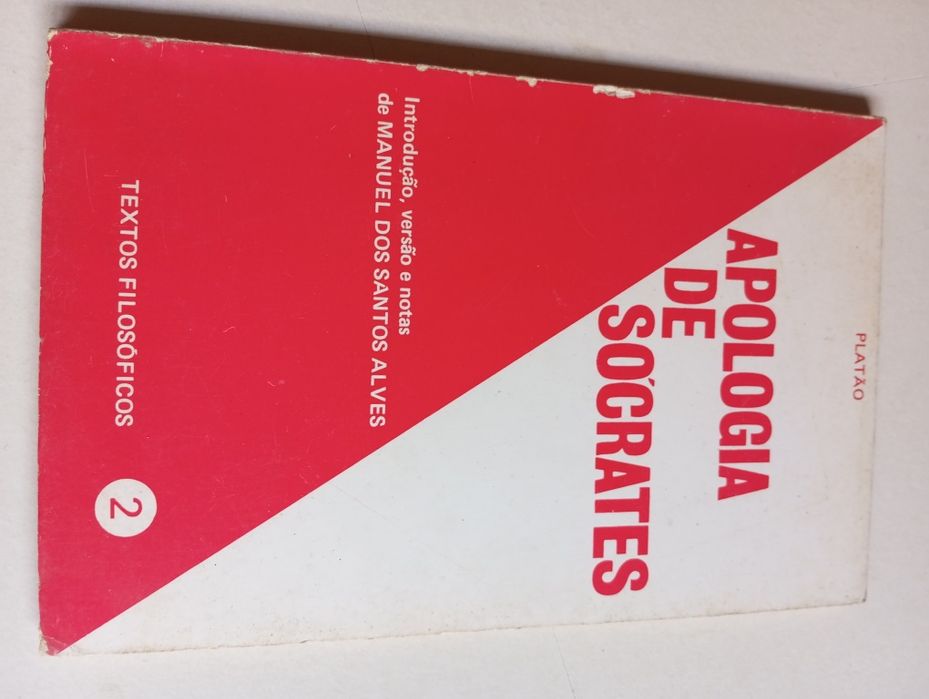 PLATÃO
APOLOGIA
DE
SÓCRATES
Introdução, versão e notas
de MANUEL DOS SANTOS ALVES
TEXTOS FILOSÓFICOS
2